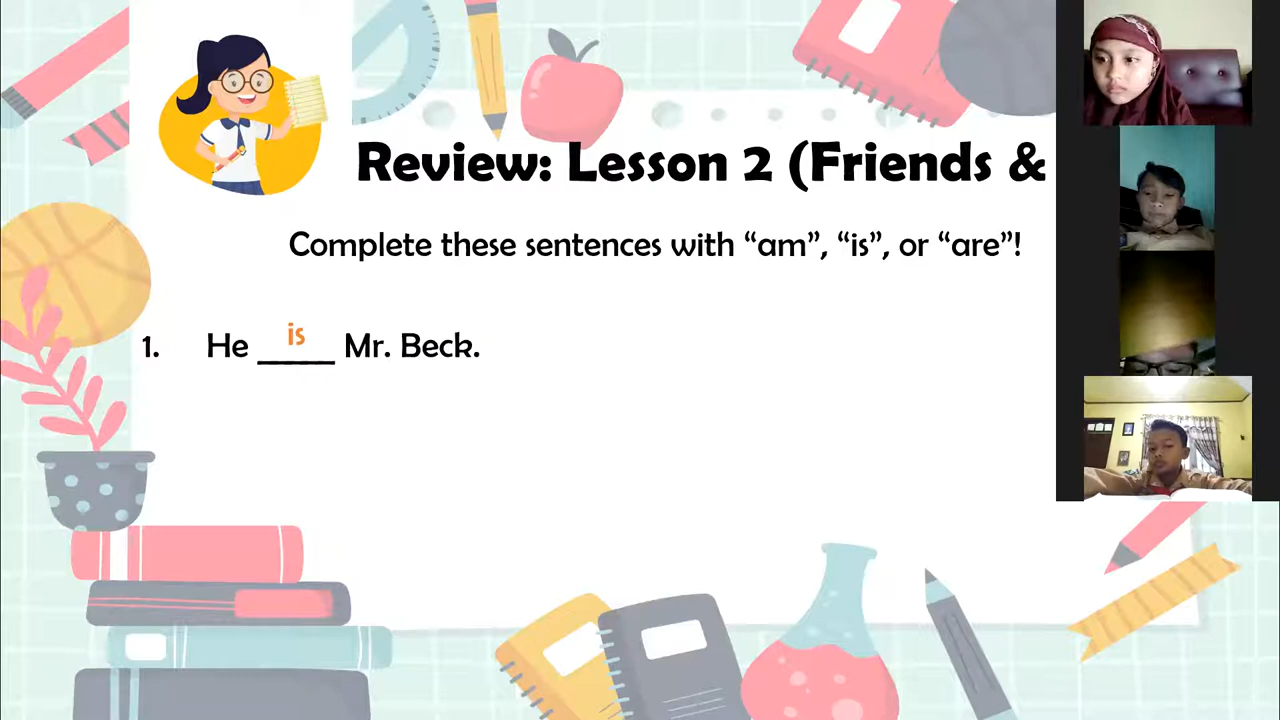 Review: Lesson 2 (Friends &
Complete these sentences with “am”, “is”, or “are”!
1. He is Mr. Beck.